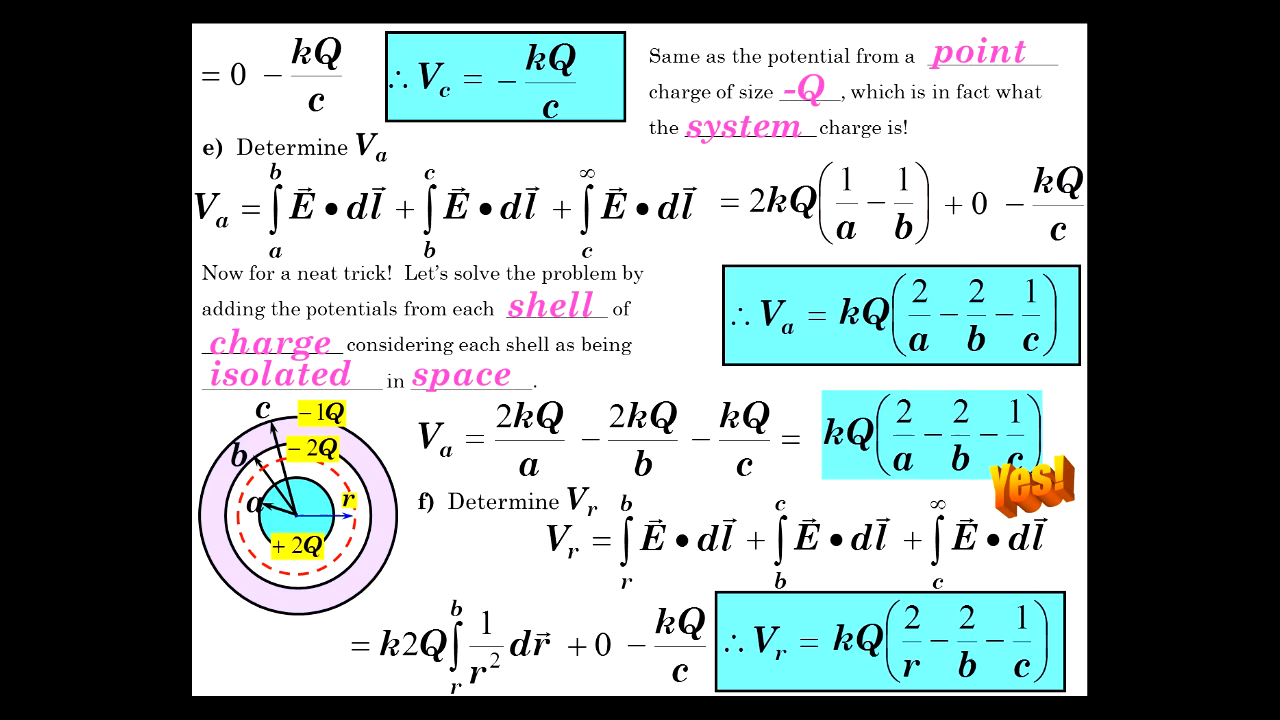 = 0 − kQ/c
∴ V_c = − kQ/c
Same as the potential from a point
charge of size -Q, which is in fact what
the system charge is!
e) Determine V_a
V_a = ∫_a^b E⃗ • dl⃗ + ∫_b^c E⃗ • dl⃗ + ∫_c^∞ E⃗ • dl⃗
= 2kQ(1/a − 1/b) + 0 − kQ/c
Now for a neat trick! Let's solve the problem by
adding the potentials from each shell of
charge considering each shell as being
isolated in space.
∴ V_a = kQ(2/a − 2/b − 1/c)
c −1Q
b −2Q
a r
+2Q
V_a = 2kQ/a − 2kQ/b − kQ/c = kQ(2/a − 2/b − 1/c)
Yes!
f) Determine V_r
V_r = ∫_r^b E⃗ • dl⃗ + ∫_b^c E⃗ • dl⃗ + ∫_c^∞ E⃗ • dl⃗
= k2Q ∫_r^b 1/r² dr⃗ + 0 − kQ/c
∴ V_r = kQ(2/r − 2/b − 1/c)